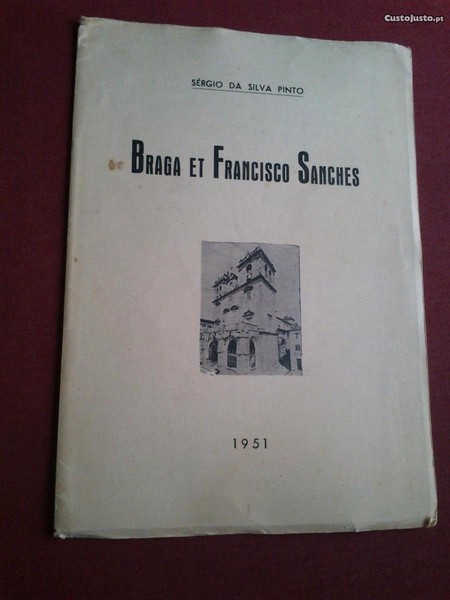 CustoJusto.pt
SÉRGIO DA SILVA PINTO
BRAGA ET FRANCISCO SANCHES
1951